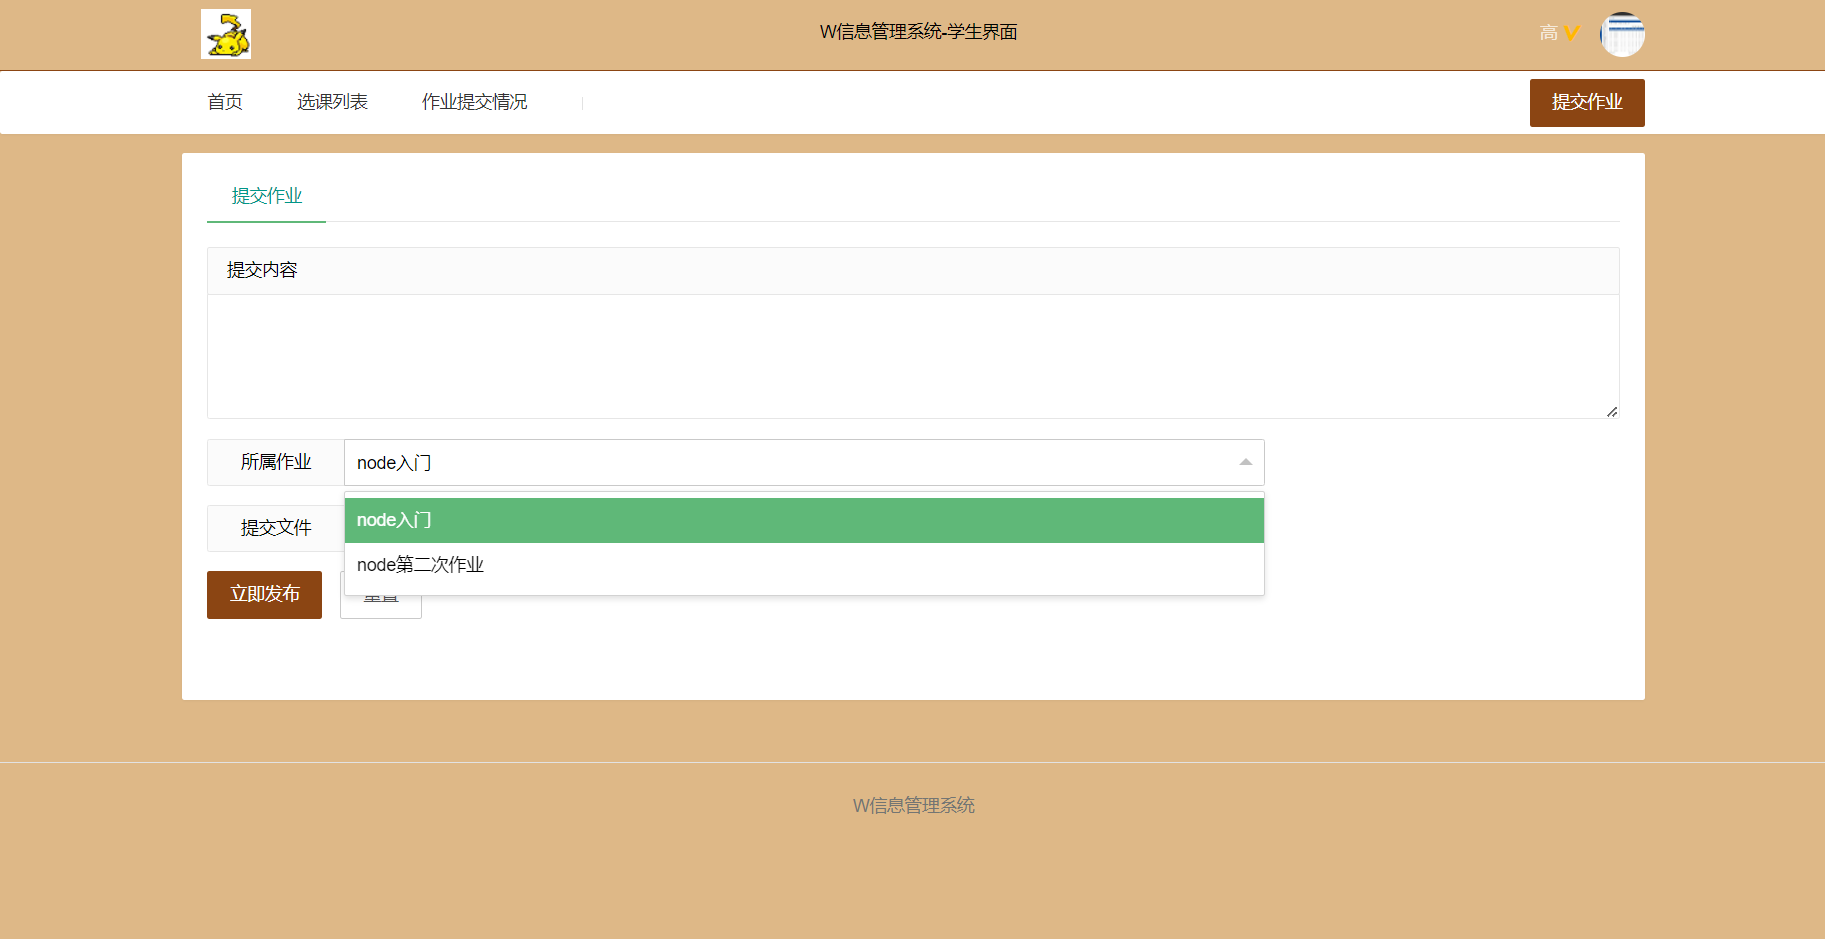 W信息管理系统-学生界面
高
首页
选课列表
作业提交情况
提交作业
提交作业
提交内容
所属作业
node入门
node入门
提交文件
node第二次作业
立即发布
重置
W信息管理系统